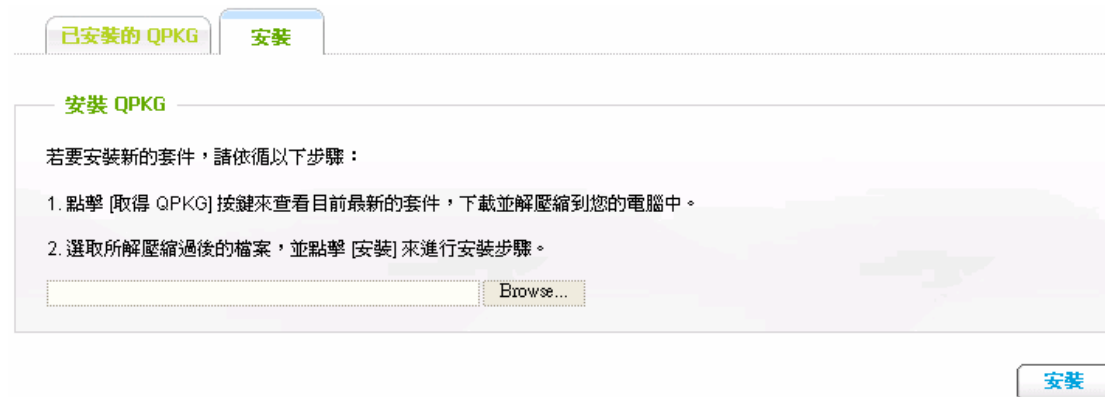 已安裝的 QPKG
安裝
安裝 QPKG
若要安裝新的套件，請依循以下步驟：
1. 點擊 [取得 QPKG] 按鍵來查看目前最新的套件，下載並解壓縮到您的電腦中。
2. 選取所解壓縮過後的檔案，並點擊 [安裝] 來進行安裝步驟。
Browse...
安裝